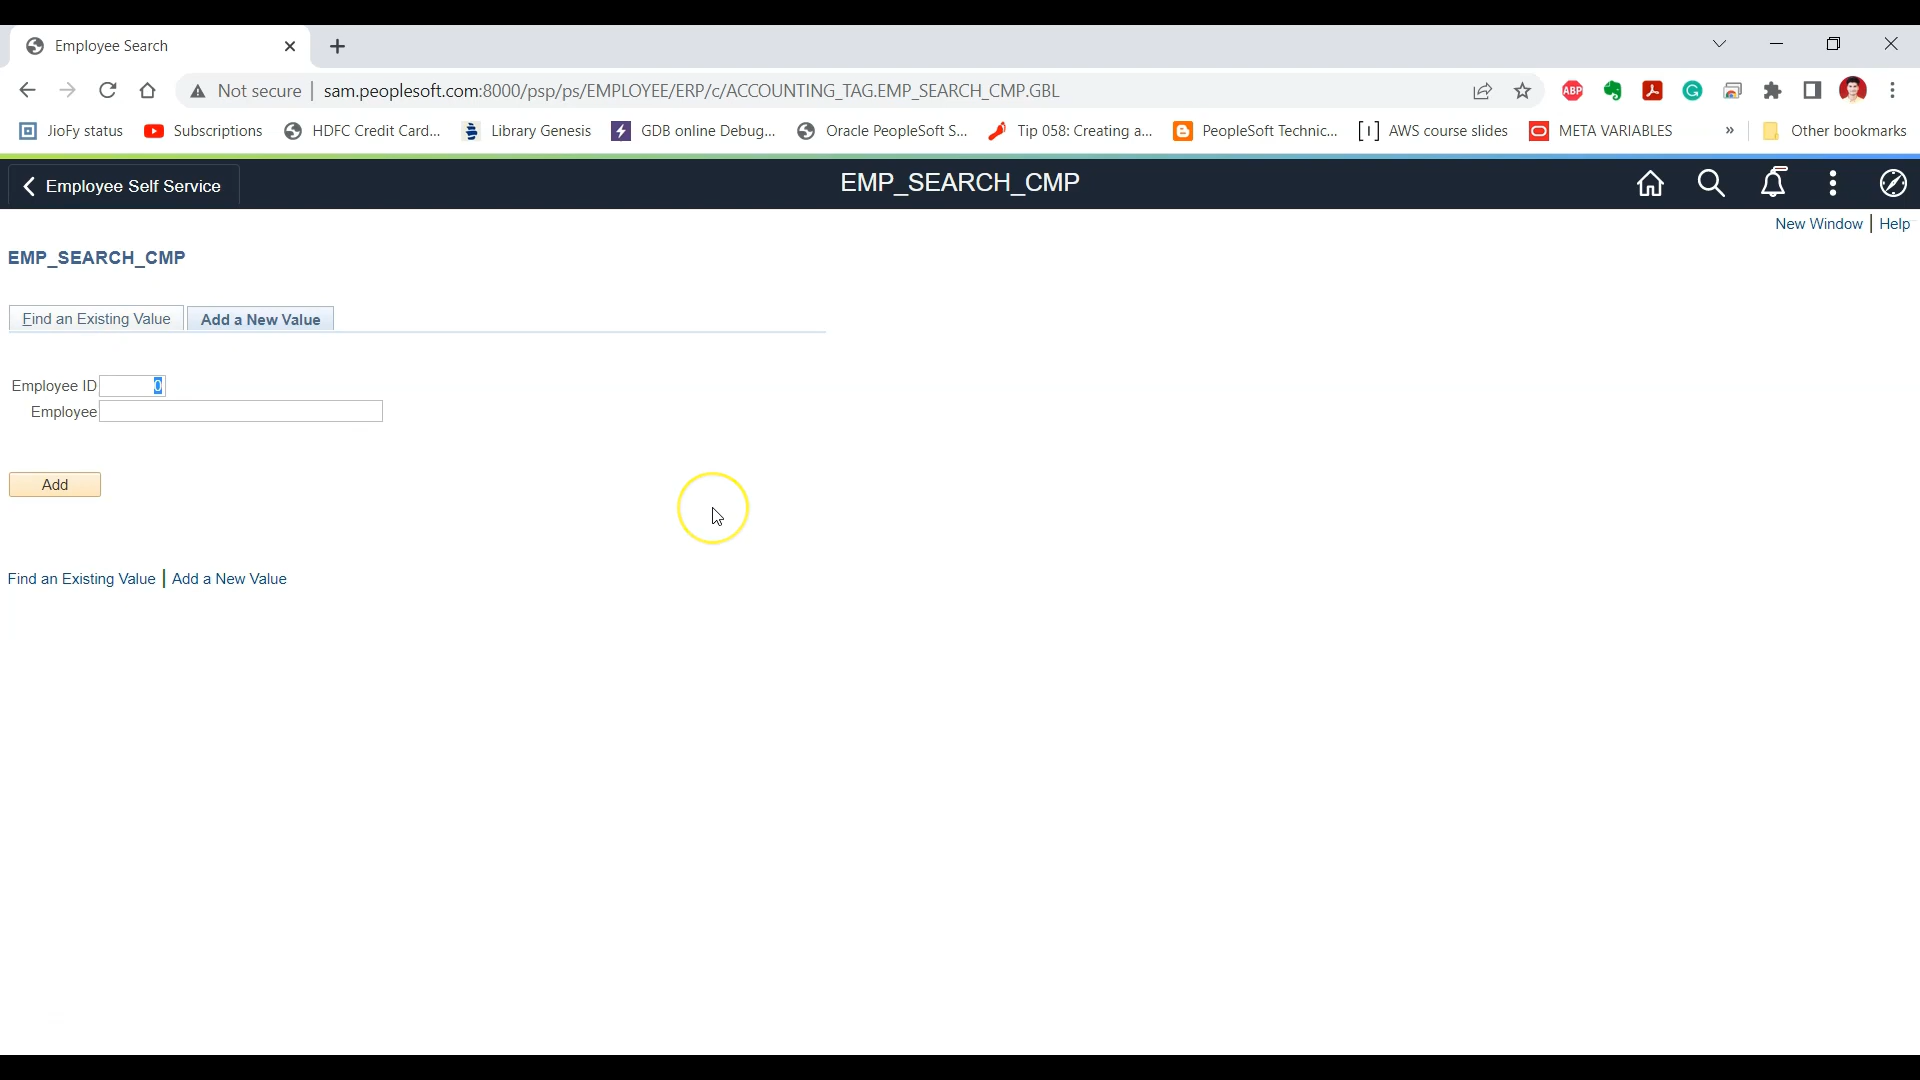 Employee Search
Not secure | sam.peoplesoft.com:8000/psp/ps/EMPLOYEE/ERP/c/ACCOUNTING_TAG.EMP_SEARCH_CMP.GBL
ABP
G
JioFy status Subscriptions HDFC Credit Card... Library Genesis GDB online Debug... Oracle PeopleSoft S... Tip 058: Creating a... PeopleSoft Technic... AWS course slides META VARIABLES » Other bookmarks
Employee Self Service EMP_SEARCH_CMP
New Window | Help
EMP_SEARCH_CMP
Find an Existing Value Add a New Value
Employee ID 0
Employee
Add
Find an Existing Value | Add a New Value